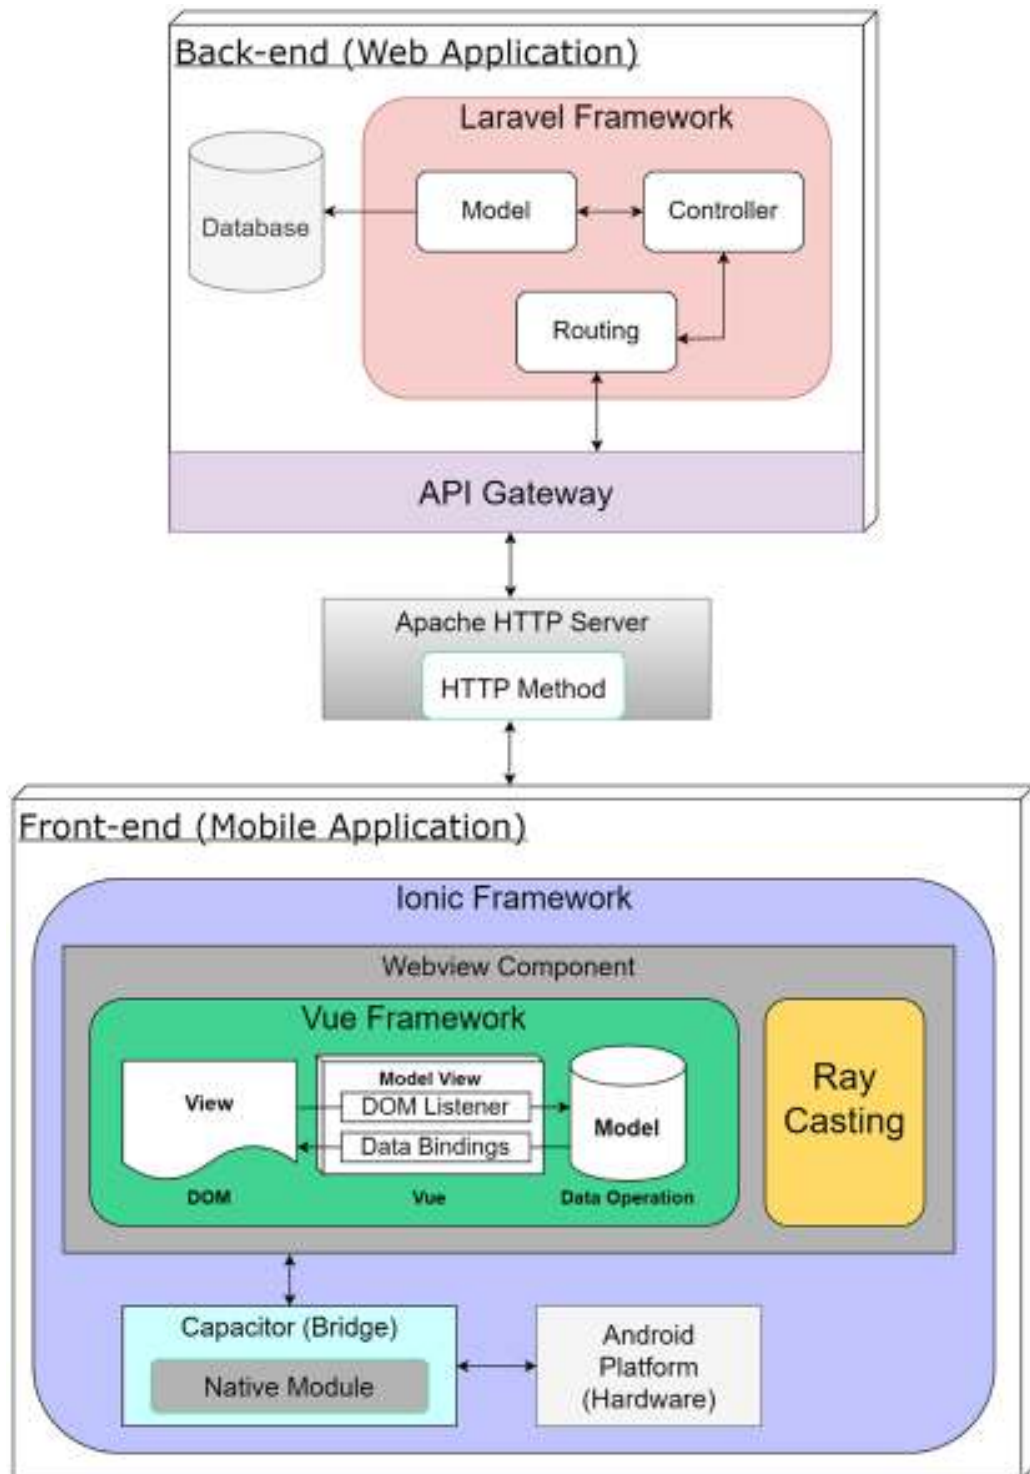 Back-end (Web Application)
Laravel Framework
Database
Model
Controller
Routing
API Gateway
Apache HTTP Server
HTTP Method
Front-end (Mobile Application)
Ionic Framework
Webview Component
Vue Framework
View
DOM
Model View
DOM Listener
Data Bindings
Vue
Model
Data Operation
Ray
Casting
Capacitor (Bridge)
Native Module
Android
Platform
(Hardware)